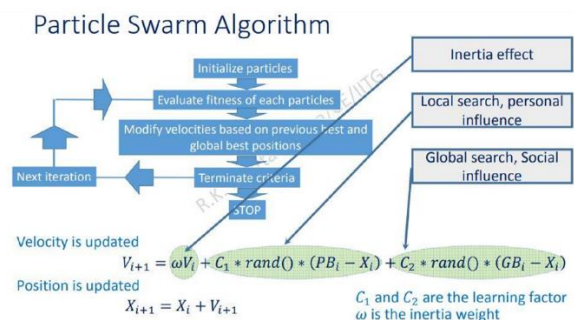 Particle Swarm Algorithm
Inertia effect
Initialize particles
Evaluate fitness of each particles
Local search, personal
influence
Modify velocities based on previous best and
global best positions
Global search, Social
influence
Next iteration
Terminate criteria
STOP
Velocity is updated
V_{i+1} = ωV_i + C_1 * rand() * (PB_i − X_i) + C_2 * rand() * (GB_i − X_i)
Position is updated
X_{i+1} = X_i + V_{i+1}
C_1 and C_2 are the learning factor
ω is the inertia weight